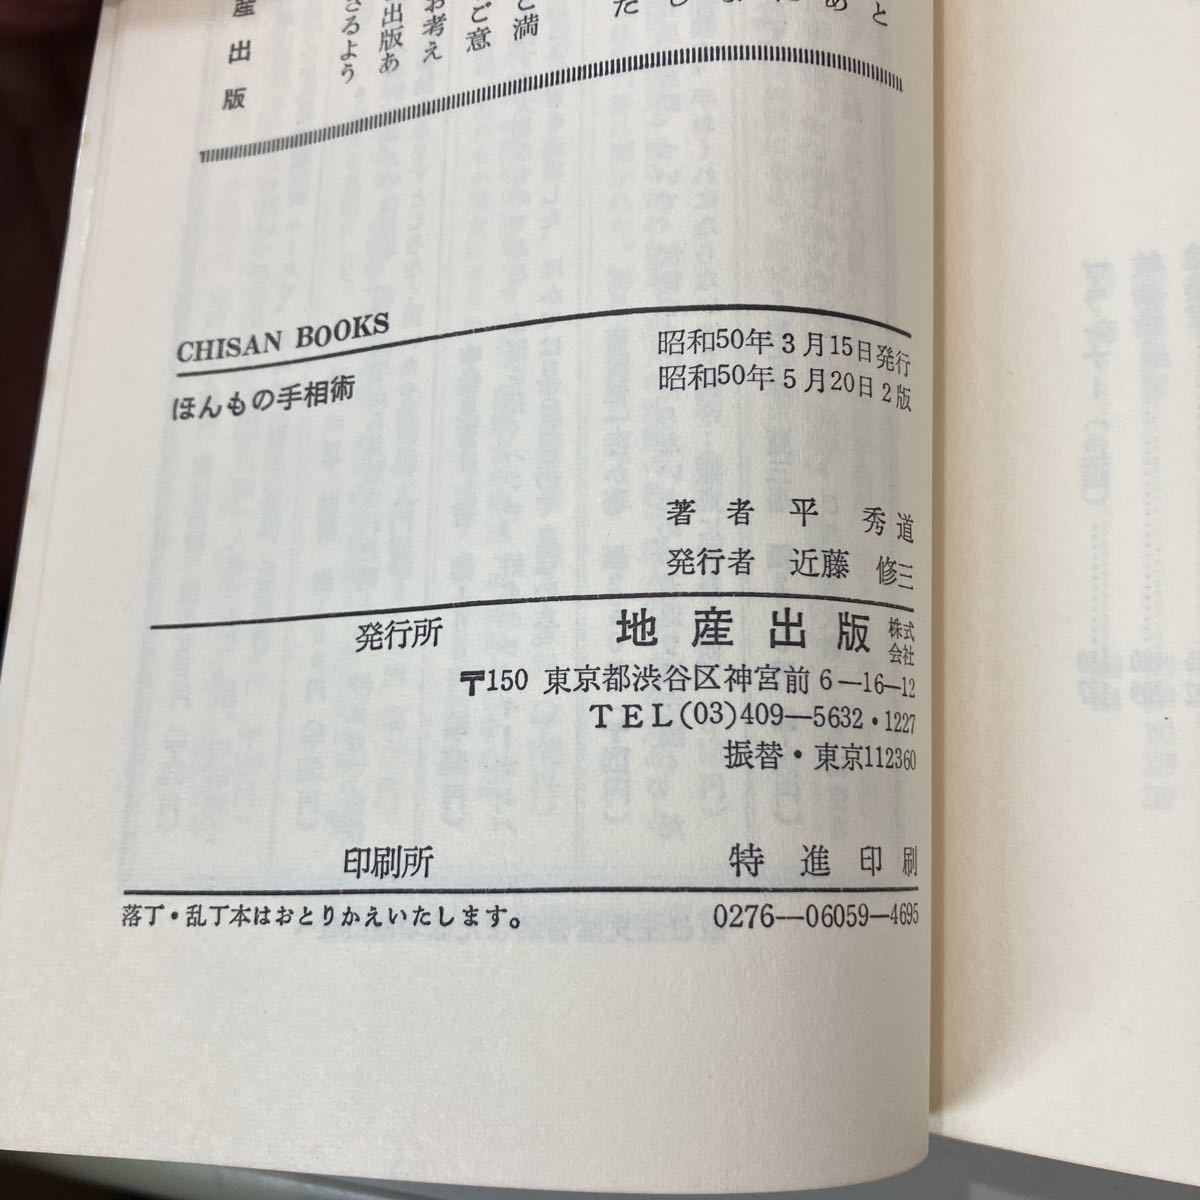 と
あ
た
と満
ご意
お考え
出版あ
さるよう
産出版
CHISAN BOOKS
ほんもの手相術
昭和50年3月15日発行
昭和50年5月20日2版
著者 平 秀道
発行者 近藤 修三
発行所 地産出版 株式会社
〒150 東京都渋谷区神宮前6—16—12
TEL(03)409—5632・1227
振替・東京112360
印刷所 特進印刷
落丁・乱丁本はおとりかえいたします。 0276—06059—4695